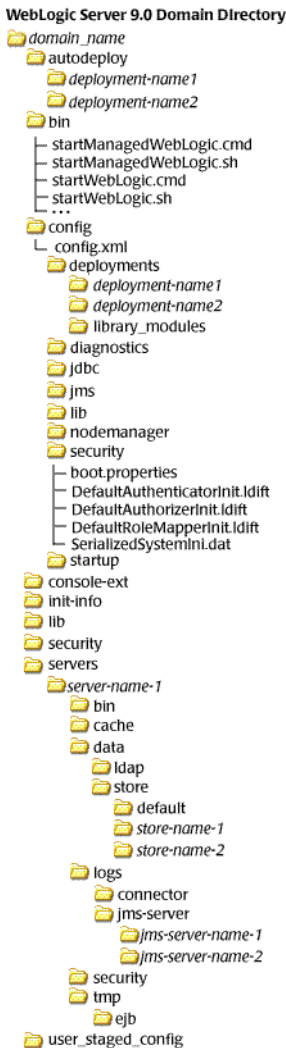 WebLogic Server 9.0 Domain Directory
domain_name
autodeploy
deployment-name1
deployment-name2
bin
startManagedWebLogic.cmd
startManagedWebLogic.sh
startWebLogic.cmd
startWebLogic.sh
...
config
config.xml
deployments
deployment-name1
deployment-name2
library_modules
diagnostics
jdbc
jms
lib
nodemanager
security
boot.properties
DefaultAuthenticatorInit.ldift
DefaultAuthorizerInit.ldift
DefaultRoleMapperInit.ldift
SerializedSystemIni.dat
startup
console-ext
init-info
lib
security
servers
server-name-1
bin
cache
data
ldap
store
default
store-name-1
store-name-2
logs
connector
jms-server
jms-server-name-1
jms-server-name-2
security
tmp
ejb
user_staged_config